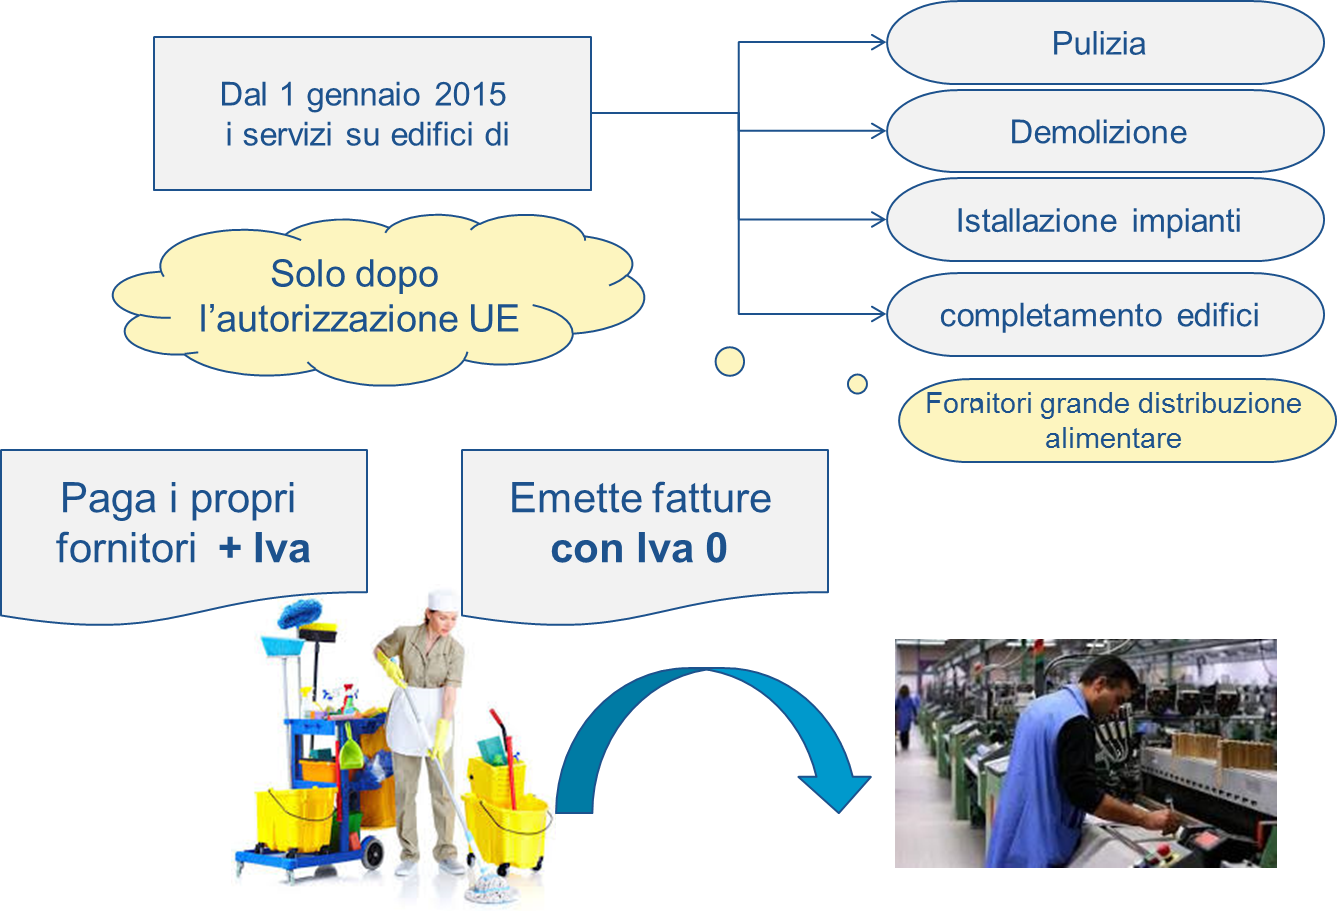 Dal 1 gennaio 2015
i servizi su edifici di
Pulizia
Demolizione
Istallazione impianti
completamento edifici
Solo dopo
l’autorizzazione UE
Fornitori grande distribuzione
alimentare
Paga i propri
fornitori + Iva
Emette fatture
con Iva 0